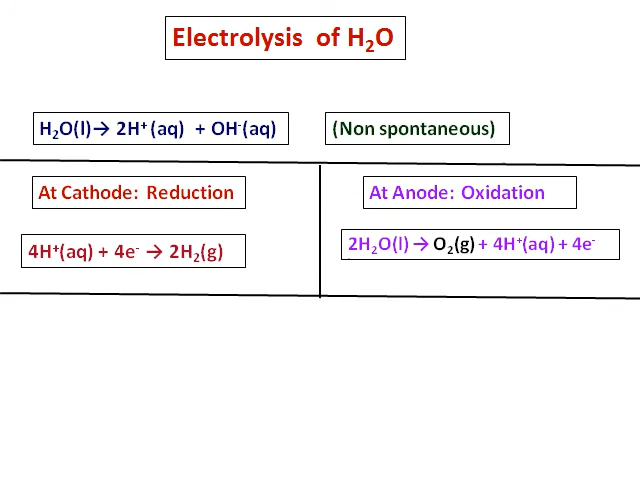 Electrolysis of H₂O
H₂O(l)→ 2H⁺ (aq) + OH⁻(aq) (Non spontaneous)
At Cathode: Reduction
4H⁺(aq) + 4e⁻ → 2H₂(g)
At Anode: Oxidation
2H₂O(l) → O₂(g) + 4H⁺(aq) + 4e⁻